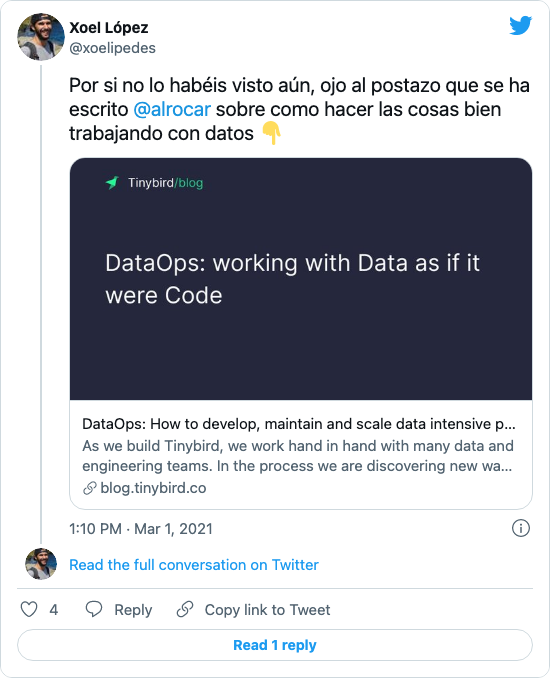 Xoel López
@xoelipedes
Por si no lo habéis visto aún, ojo al postazo que se ha
escrito @alrocar sobre como hacer las cosas bien
trabajando con datos 👇
Tinybird/blog
DataOps: working with Data as if it
were Code
DataOps: How to develop, maintain and scale data intensive p...
As we build Tinybird, we work hand in hand with many data and
engineering teams. In the process we are discovering new wa...
blog.tinybird.co
1:10 PM · Mar 1, 2021
Read the full conversation on Twitter
4 Reply Copy link to Tweet
Read 1 reply